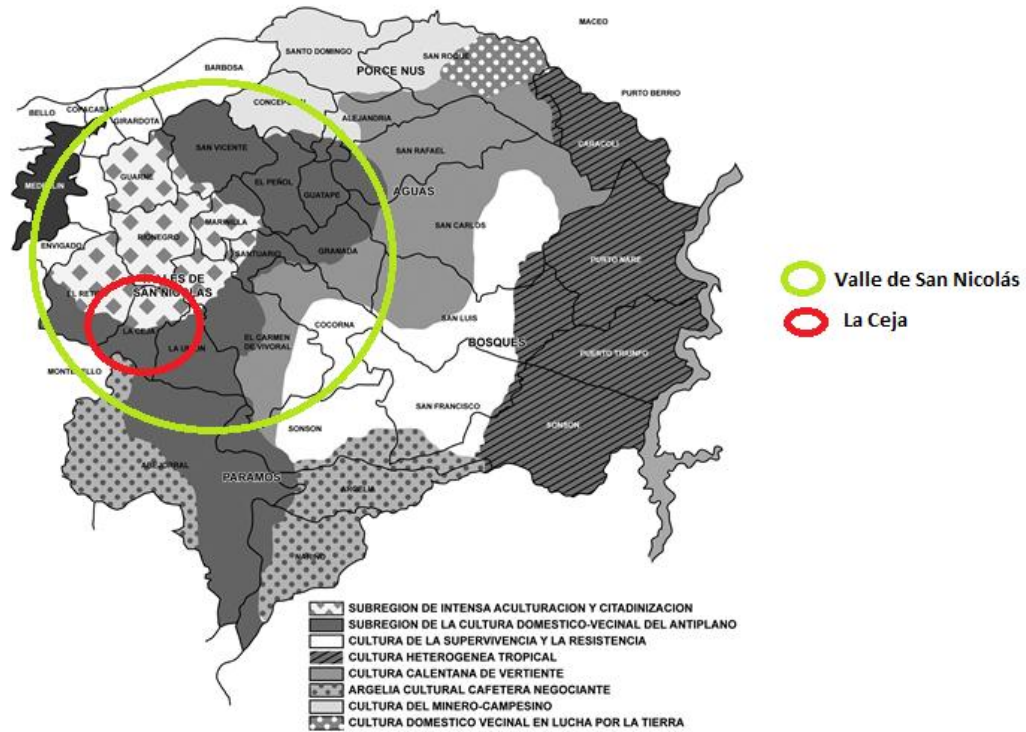 MACEO
SANTO DOMINGO
SAN ROQUE
PORCE NUS
BARBOSA
PURTO BERRIO
CONCEPCION
BELLO
COPACABANA
GIRARDOTA
ALEJANDRIA
CARACOLI
SAN VICENTE
SAN RAFAEL
GUARNE
EL PEÑOL
MEDELLIN
GUATAPE
AGUAS
MARINILLA
SAN CARLOS
RIONEGRO
ENVIGADO
SANTUARIO
GRANADA
PURTO NARE
VALLES DE
SAN NICOLAS
EL RETIRO
Valle de San Nicolás
La Ceja
SAN LUIS
COCORNA
LA CEJA
EL CARMEN
DE VIVORAL
BOSQUES
LA UNION
PUERTO TRIUNFO
MONTEBELLO
SAN FRANCISCO
SONSON
SONSON
ABEJORRAL
PARAMOS
ARGELIA
NARIÑO
SUBREGION DE INTENSA ACULTURACION Y CITADINIZACION
SUBREGION DE LA CULTURA DOMESTICO-VECINAL DEL ANTIPLANO
CULTURA DE LA SUPERVIVENCIA Y LA RESISTENCIA
CULTURA HETEROGENEA TROPICAL
CULTURA CALENTANA DE VERTIENTE
ARGELIA CULTURAL CAFETERA NEGOCIANTE
CULTURA DEL MINERO-CAMPESINO
CULTURA DOMESTICO VECINAL EN LUCHA POR LA TIERRA